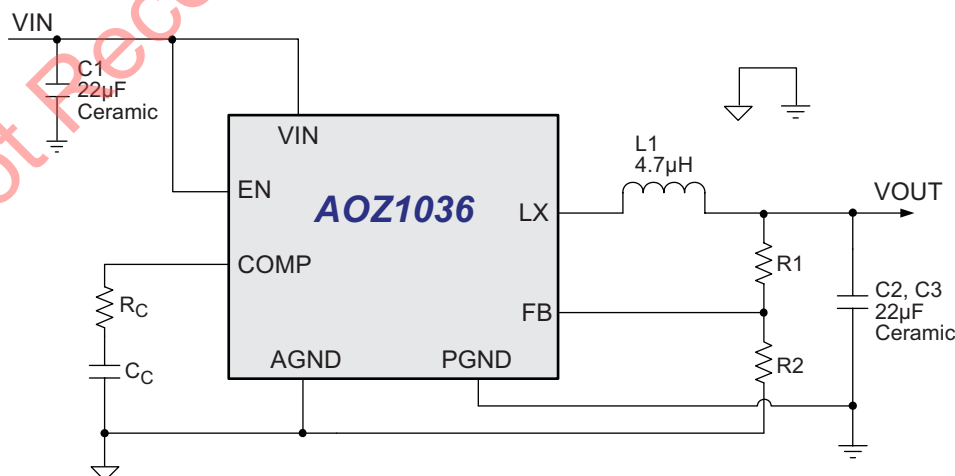 VIN
C1
22µF
Ceramic
VIN
EN
AOZ1036
LX
L1
4.7µH
VOUT
COMP
R1
RC
FB
C2, C3
22µF
Ceramic
AGND
PGND
R2
CC